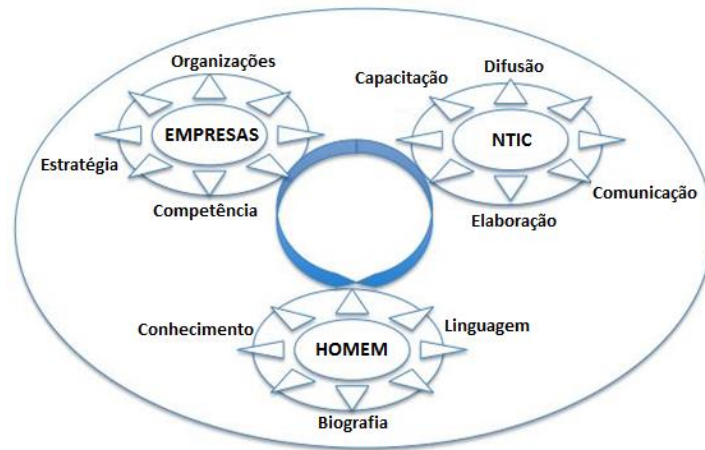 Organizações
EMPRESAS
Estratégia
Competência
Capacitação
Difusão
NTIC
Comunicação
Elaboração
Conhecimento
Linguagem
HOMEM
Biografia